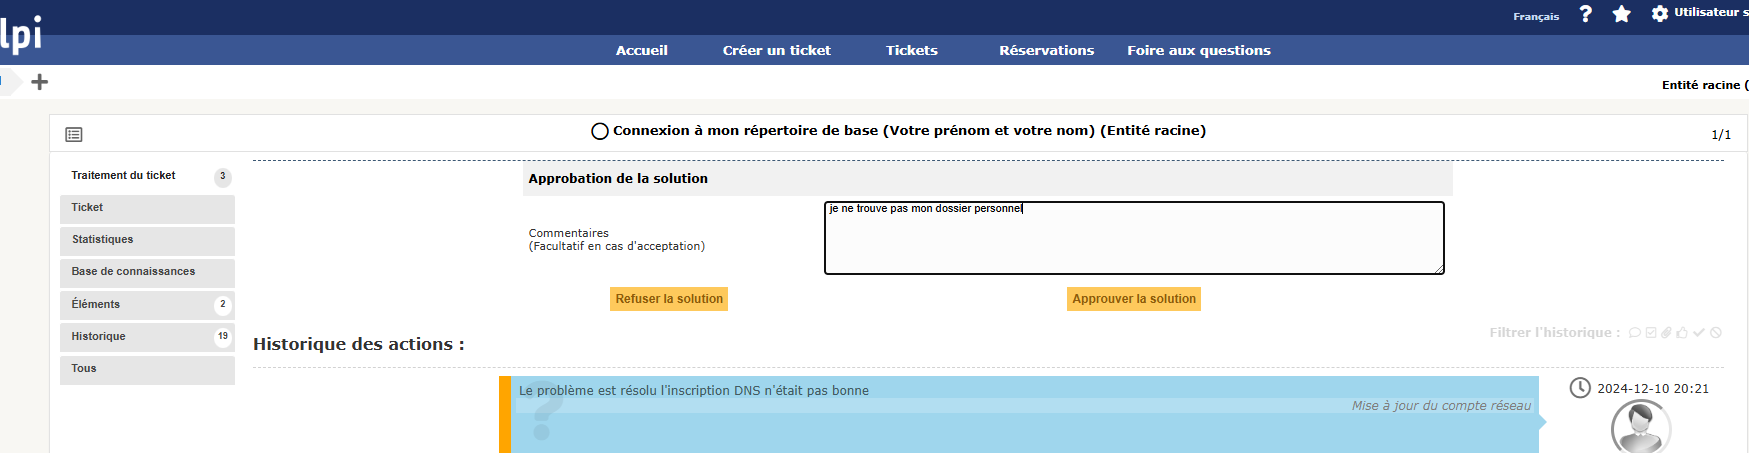 lpi
Français ? Utilisateur s
Accueil Créer un ticket Tickets Réservations Foire aux questions
Entité racine (
Connexion à mon répertoire de base (Votre prénom et votre nom) (Entité racine)
1/1
Traitement du ticket 3
Ticket
Statistiques
Base de connaissances
Éléments 2
Historique 19
Tous
Approbation de la solution
Commentaires
(Facultatif en cas d'acceptation)
je ne trouve pas mon dossier personnel
Refuser la solution Approuver la solution
Filtrer l'historique :
Historique des actions :
Le problème est résolu l'inscription DNS n'était pas bonne
Mise à jour du compte réseau
2024-12-10 20:21